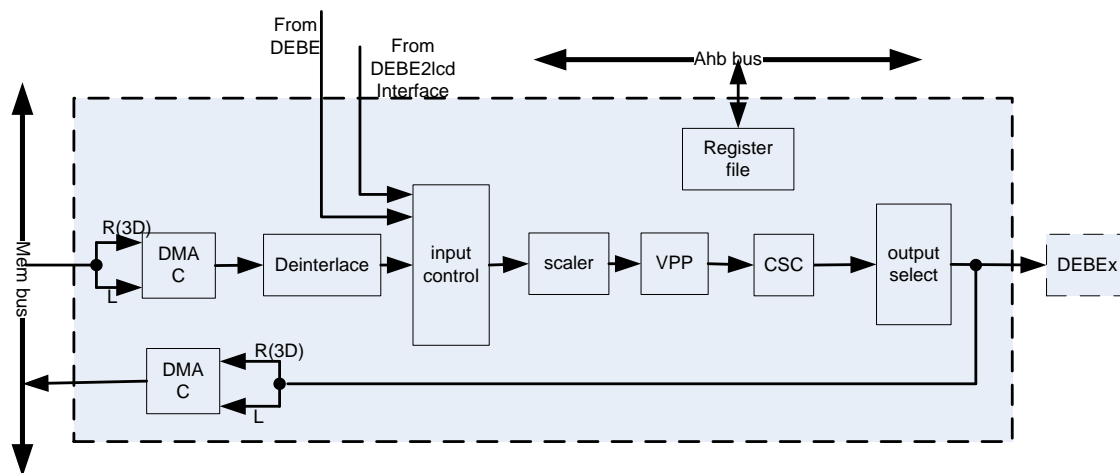 From
DEBE
From
DEBE2lcd
Interface
Ahb bus
Register
file
Mem bus
R(3D)
L
DMA
C
Deinterlace
input
control
scaler
VPP
CSC
output
select
DEBEx
DMA
C
R(3D)
L